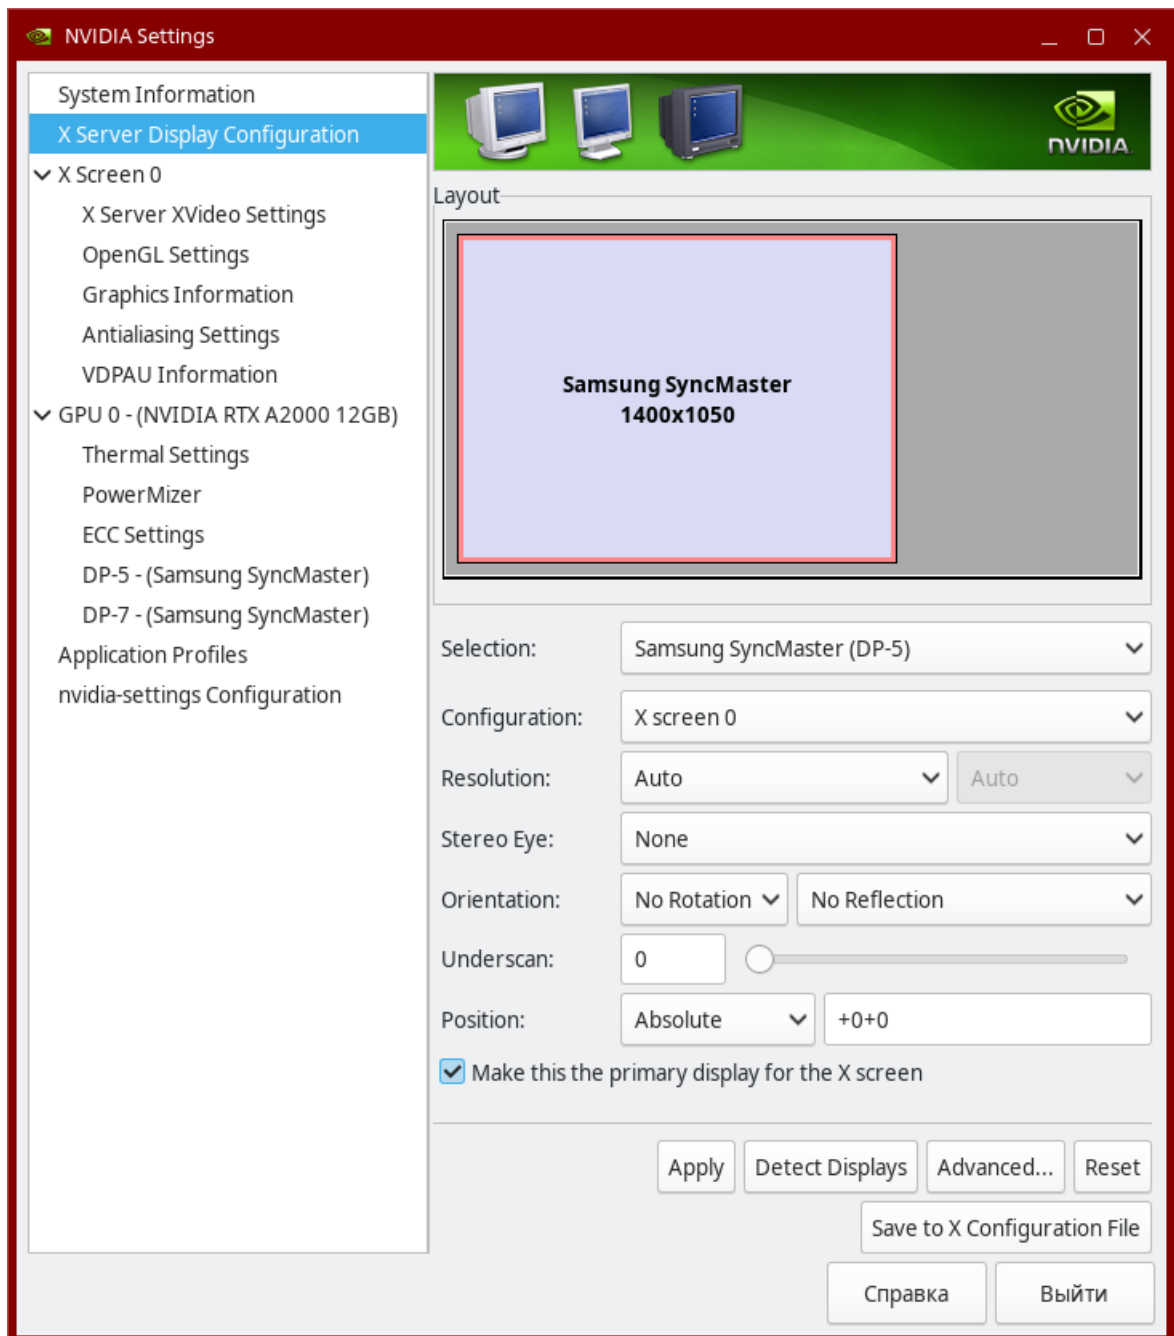 NVIDIA Settings
System Information
X Server Display Configuration
X Screen 0
X Server XVideo Settings
OpenGL Settings
Graphics Information
Antialiasing Settings
VDPAU Information
GPU 0 - (NVIDIA RTX A2000 12GB)
Thermal Settings
PowerMizer
ECC Settings
DP-5 - (Samsung SyncMaster)
DP-7 - (Samsung SyncMaster)
Application Profiles
nvidia-settings Configuration
NVIDIA.
Layout
Samsung SyncMaster
1400x1050
Selection: Samsung SyncMaster (DP-5)
Configuration: X screen 0
Resolution: Auto Auto
Stereo Eye: None
Orientation: No Rotation No Reflection
Underscan: 0
Position: Absolute +0+0
Make this the primary display for the X screen
Apply Detect Displays Advanced... Reset
Save to X Configuration File
Справка Выйти